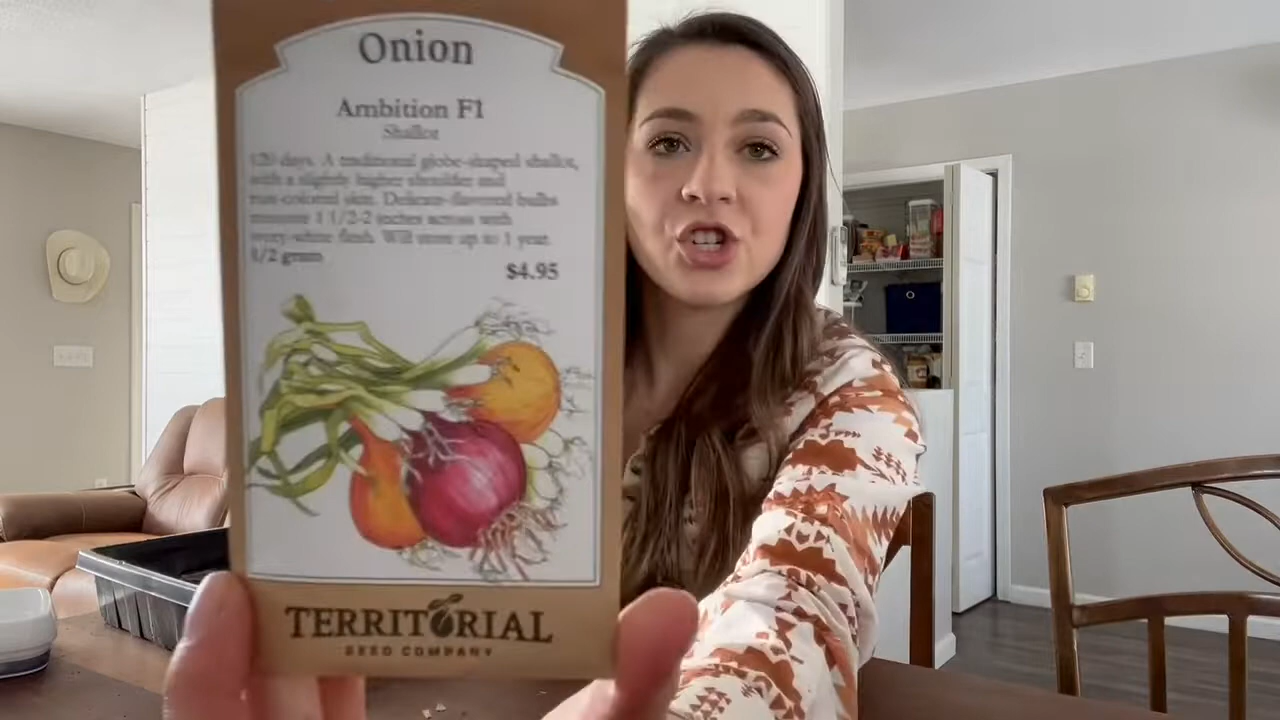 Onion
Ambition F1
Shallot
120 days. A traditional globe-shaped shallot,
with a slightly higher shoulder and
rust-colored skin. Delicate-flavored bulbs
measure 1 1/2-2 inches across with
ivory-white flesh. Will store up to 1 year.
1/2 gram
$4.95
TERRITORIAL
SEED COMPANY